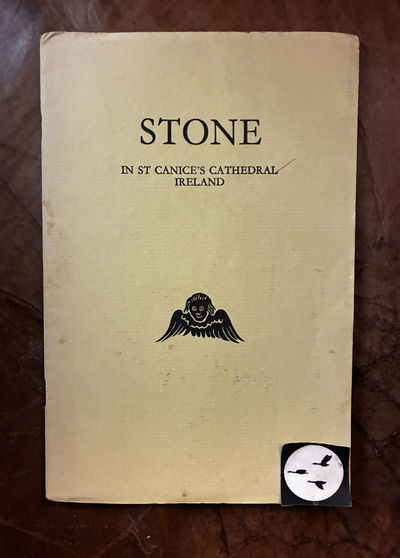 STONE
IN ST CANICE'S CATHEDRAL
IRELAND